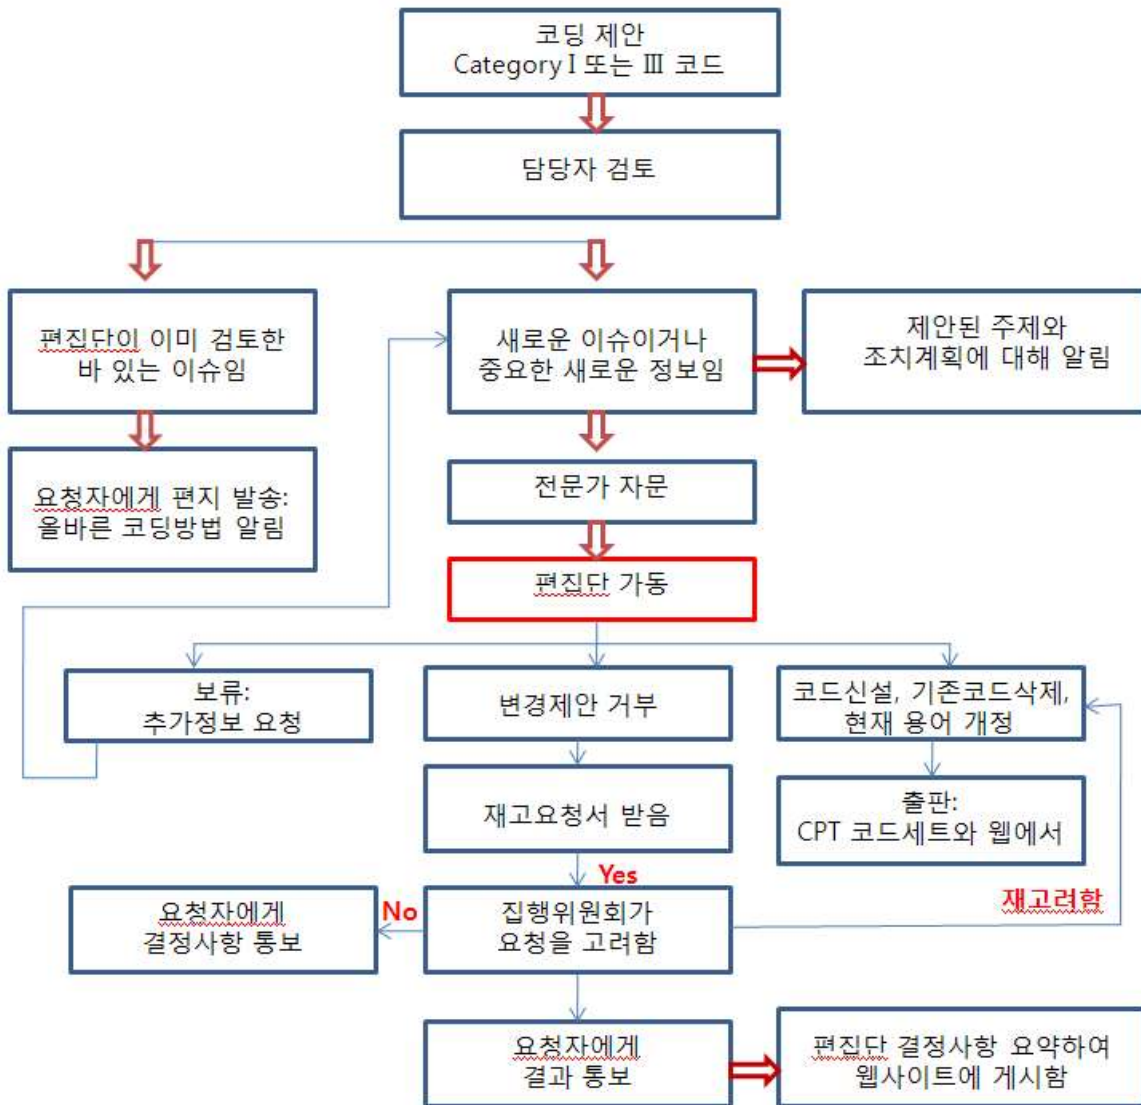 코딩 제안
Category Ⅰ 또는 Ⅲ 코드
담당자 검토
편집단이 이미 검토한
바 있는 이슈임
새로운 이슈이거나
중요한 새로운 정보임
제안된 주제와
조치계획에 대해 알림
요청자에게 편지 발송:
올바른 코딩방법 알림
전문가 자문
편집단 가동
보류:
추가정보 요청
변경제안 거부
코드신설, 기존코드삭제,
현재 용어 개정
재고요청서 받음
출판:
CPT 코드세트와 웹에서
Yes
요청자에게
결정사항 통보
No
집행위원회가
요청을 고려함
재고려함
요청자에게
결과 통보
편집단 결정사항 요약하여
웹사이트에 게시함